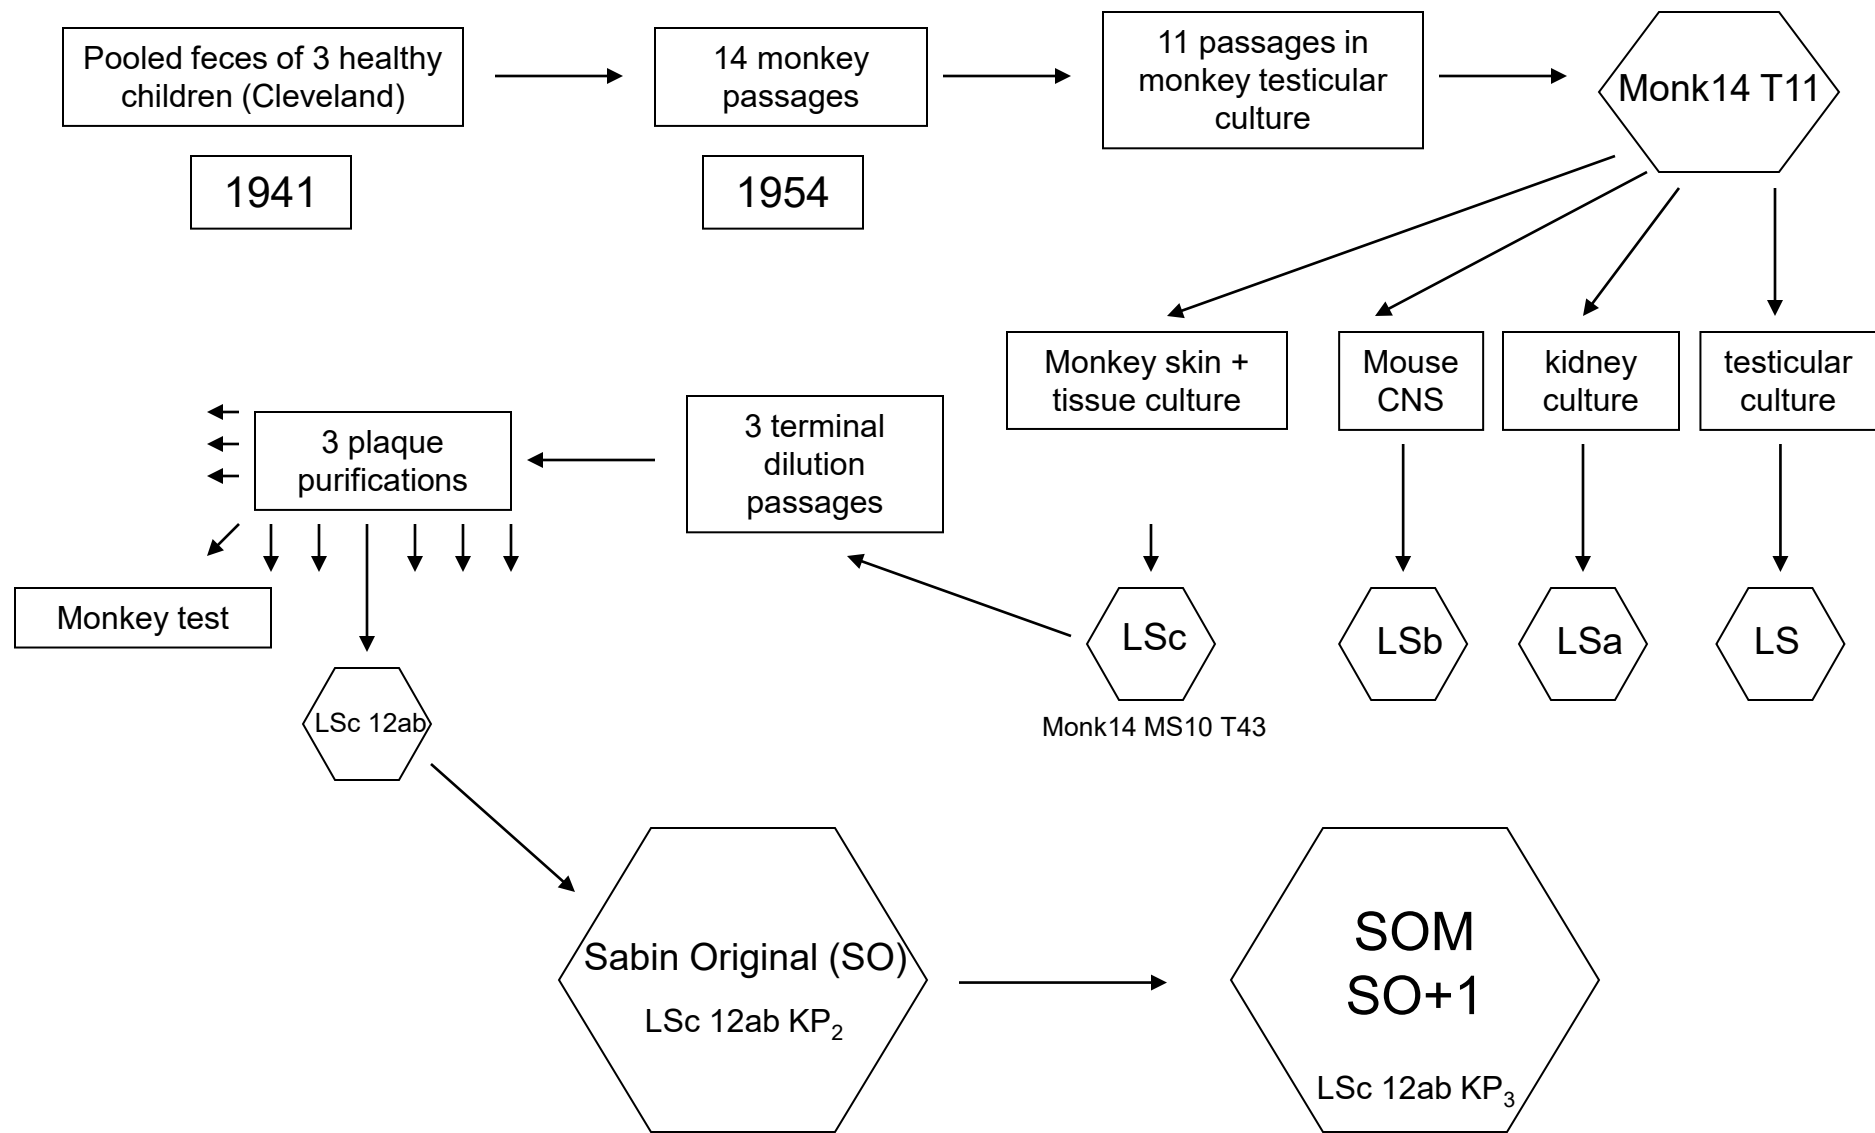 Pooled feces of 3 healthy
children (Cleveland)
14 monkey
passages
11 passages in
monkey testicular
culture
Monk14 T11
1941
1954
Monkey skin +
tissue culture
Mouse
CNS
kidney
culture
testicular
culture
3 terminal
dilution
passages
3 plaque
purifications
Monkey test
LSc
LSb
LSa
LS
Monk14 MS10 T43
LSc 12ab
Sabin Original (SO)
LSc 12ab KP2
SOM
SO+1
LSc 12ab KP3